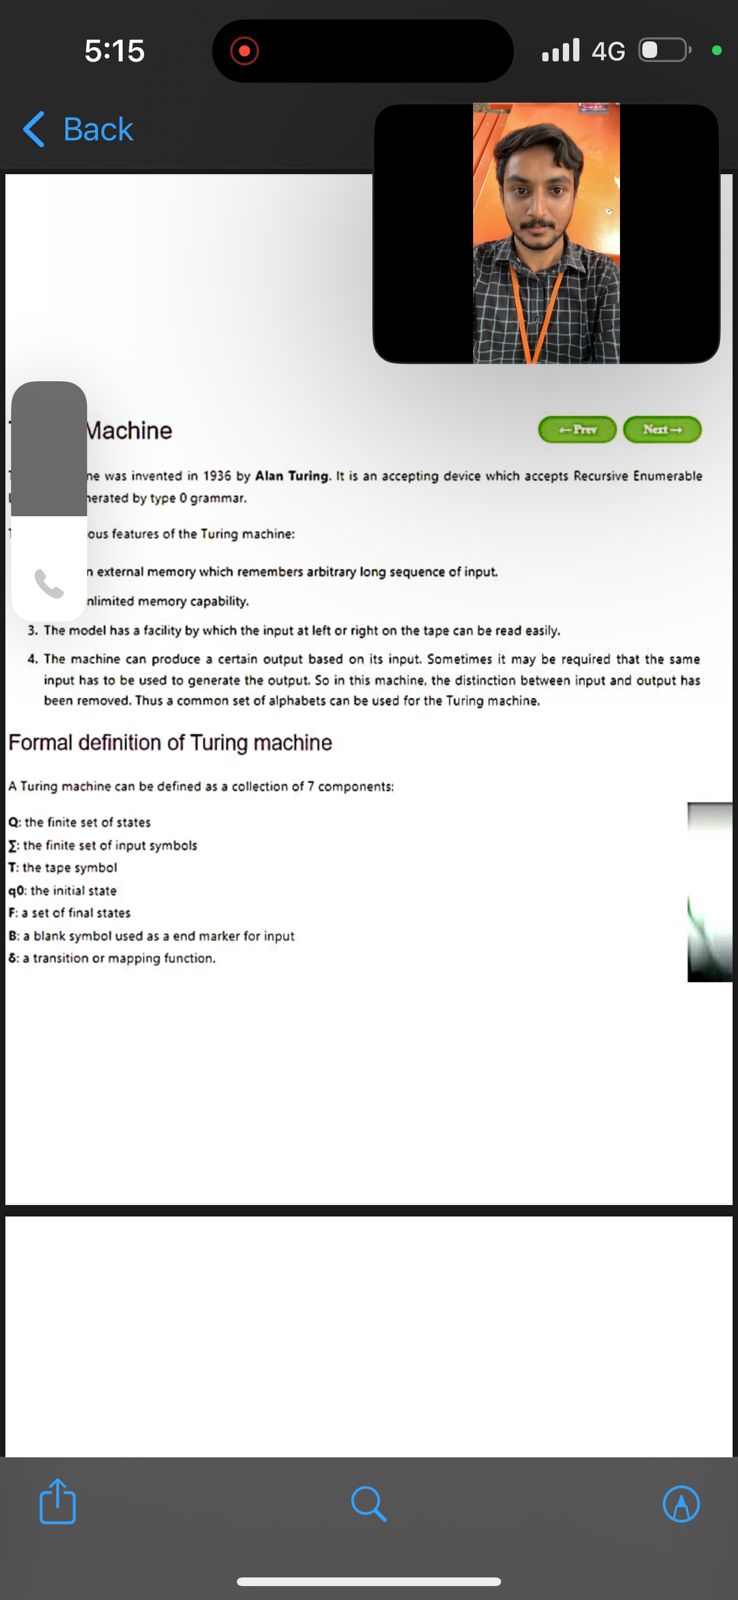 5:15
4G
Back
Machine
←Prev
Next→
ne was invented in 1936 by Alan Turing. It is an accepting device which accepts Recursive Enumerable
nerated by type 0 grammar.
ous features of the Turing machine:
n external memory which remembers arbitrary long sequence of input.
nlimited memory capability.
3. The model has a facility by which the input at left or right on the tape can be read easily.
4. The machine can produce a certain output based on its input. Sometimes it may be required that the same
input has to be used to generate the output. So in this machine, the distinction between input and output has
been removed. Thus a common set of alphabets can be used for the Turing machine.
Formal definition of Turing machine
A Turing machine can be defined as a collection of 7 components:
Q: the finite set of states
∑: the finite set of input symbols
T: the tape symbol
q0: the initial state
F: a set of final states
B: a blank symbol used as a end marker for input
δ: a transition or mapping function.